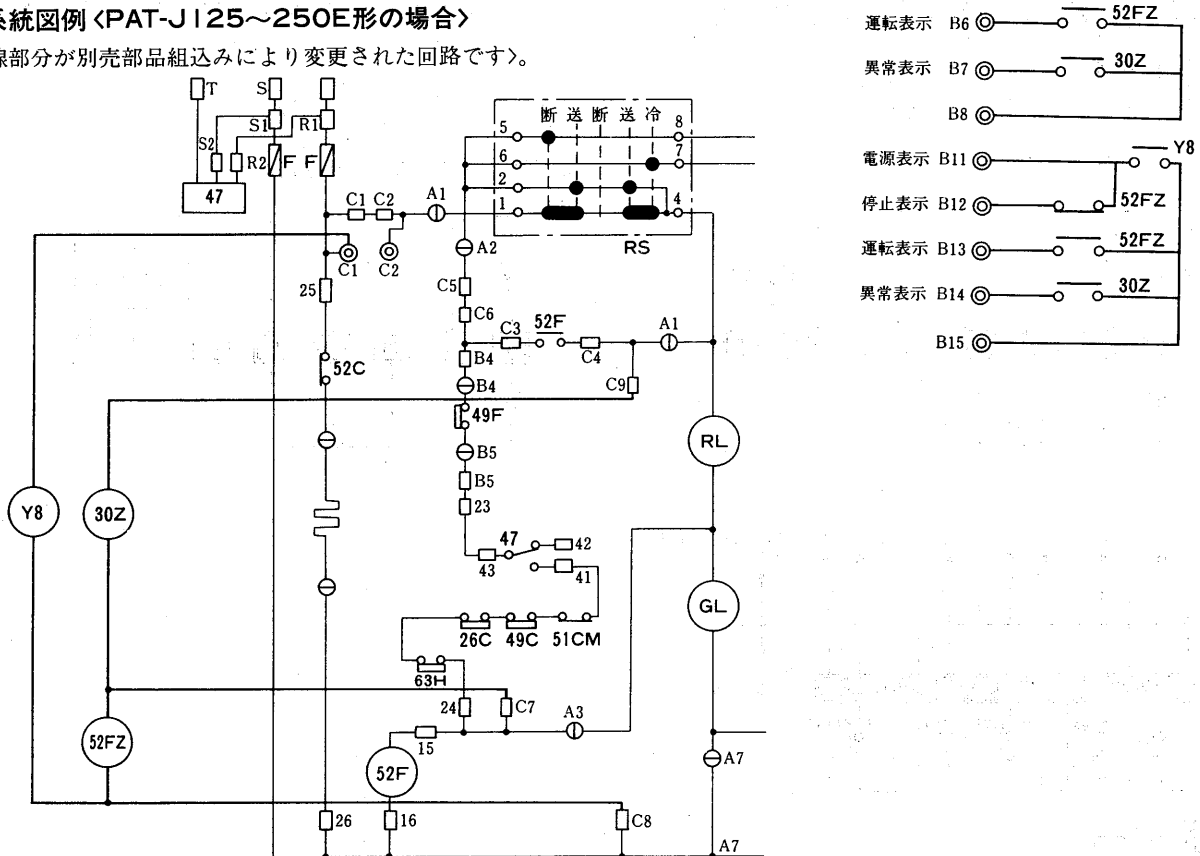 系統図例〈PAT-J125～250E形の場合〉
線部分が別売部品組込みにより変更された回路です〉。
T
S
S1
R1
S2
R2
F
F
47
断 送 断 送 冷
5
8
6
7
2
1
4
RS
C1
C2
A1
C1
C2
A2
25
C5
C6
C3
52F
C4
A1
52C
B4
C9
B4
49F
RL
B5
B5
Y8
30Z
23
47
42
43
41
GL
26C
49C
51CM
63H
24
C7
A3
52FZ
15
52F
A7
26
16
C8
A7
運転表示 B6
52FZ
異常表示 B7
30Z
B8
電源表示 B11
Y8
停止表示 B12
52FZ
運転表示 B13
52FZ
異常表示 B14
30Z
B15